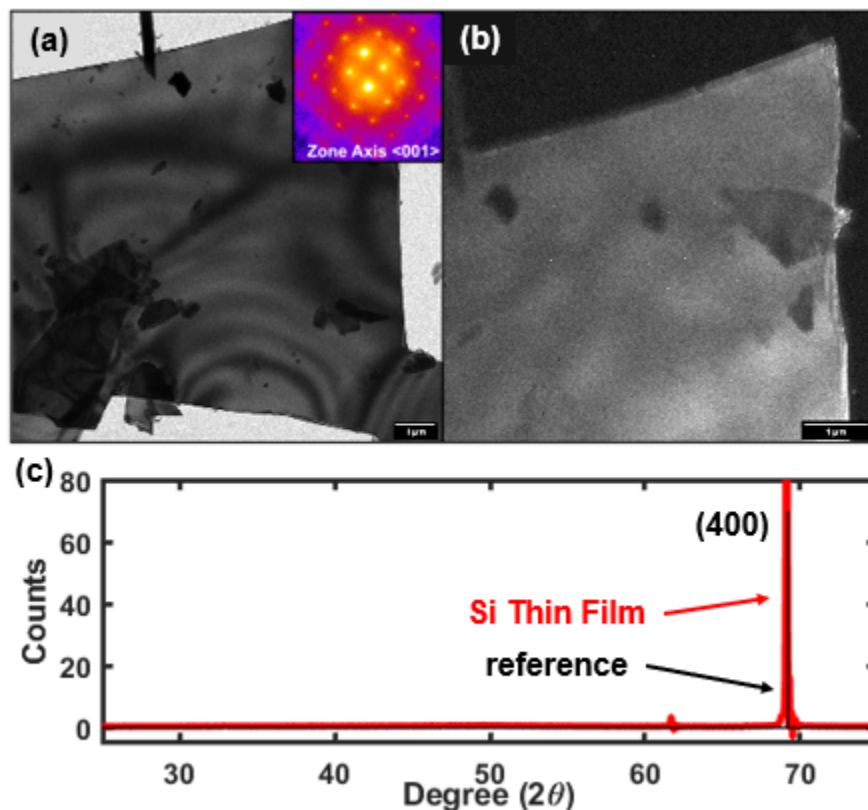 (a)
Zone Axis <001>
1μm
(b)
1μm
(c)
80
60
40
20
0
Counts
(400)
Si Thin Film
reference
30
40
50
60
70
Degree (2θ)